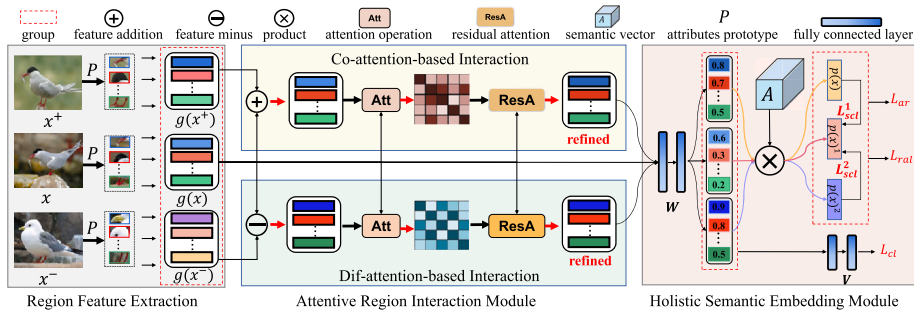 Att
ResA
A
P
group
feature addition
feature minus
product
attention operation
residual attention
semantic vector
attributes prototype
fully connected layer
Co-attention-based Interaction
P
x⁺
g(x⁺)
Att
ResA
refined
P
x
g(x)
P
x⁻
g(x⁻)
Att
ResA
refined
Dif-attention-based Interaction
W
0.8
0.7
0.5
0.6
0.3
0.2
0.9
0.8
0.5
A
p(x)
p(x)¹
p(x)²
L¹scl
L²scl
Lar
Lral
Lcl
V
Region Feature Extraction
Attentive Region Interaction Module
Holistic Semantic Embedding Module